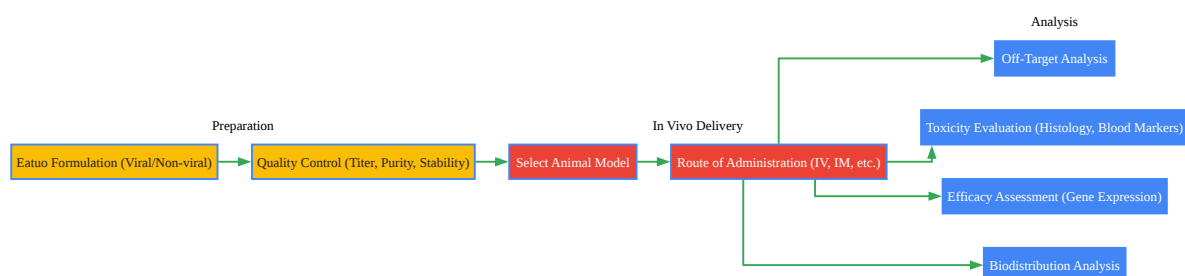 Preparation
Eatuo Formulation (Viral/Non-viral)
Quality Control (Titer, Purity, Stability)
In Vivo Delivery
Select Animal Model
Route of Administration (IV, IM, etc.)
Analysis
Off-Target Analysis
Toxicity Evaluation (Histology, Blood Markers)
Efficacy Assessment (Gene Expression)
Biodistribution Analysis